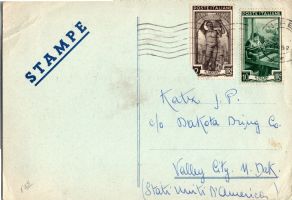 STAMPE
POSTE ITALIANE
POSTE ITALIANE
Katz J. P.
c/o Dakota Drug Co.
Valley City N. Dak
(Stati Uniti D'America)